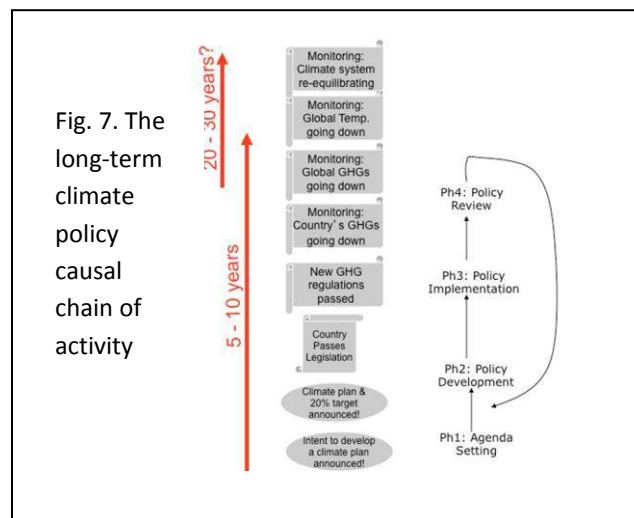 Fig. 7. The
long-term
climate
policy
causal
chain of
activity
20 - 30 years?
5 - 10 years
Monitoring:
Climate system
re-equilibrating
Monitoring:
Global Temp.
going down
Monitoring:
Global GHGs
going down
Monitoring:
Country's GHGs
going down
New GHG
regulations
passed
Country
Passes
Legislation
Climate plan &
20% target
announced!
Intent to develop
a climate plan
announced!
Ph4: Policy
Review
Ph3: Policy
Implementation
Ph2: Policy
Development
Ph1: Agenda
Setting